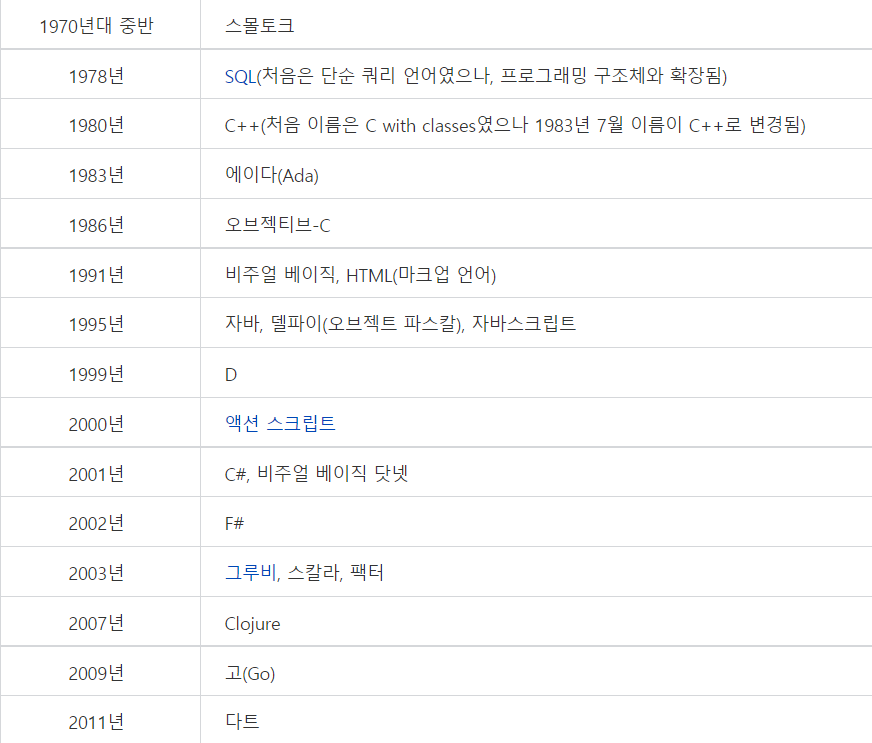 1970년대 중반 스몰토크
1978년 SQL(처음은 단순 쿼리 언어였으나, 프로그래밍 구조체와 확장됨)
1980년 C++(처음 이름은 C with classes였으나 1983년 7월 이름이 C++로 변경됨)
1983년 에이다(Ada)
1986년 오브젝티브-C
1991년 비주얼 베이직, HTML(마크업 언어)
1995년 자바, 델파이(오브젝트 파스칼), 자바스크립트
1999년 D
2000년 액션 스크립트
2001년 C#, 비주얼 베이직 닷넷
2002년 F#
2003년 그루비, 스칼라, 팩터
2007년 Clojure
2009년 고(Go)
2011년 다트